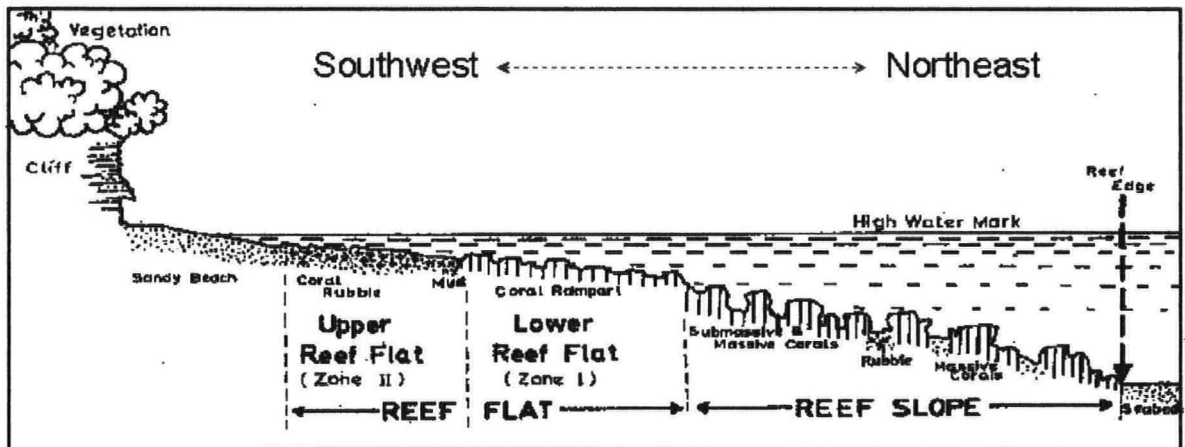 Vegetation
Southwest
Northeast
Cliff
Reef
Edge
High Water Mark
Sandy Beach
Coral
Rubble
Mud
Coral Rampart
Submassive &
Massive Corals
Rubble
Massive
Corals
Upper
Reef Flat
(Zone II)
Lower
Reef Flat
(Zone I)
REEF FLAT
REEF SLOPE
Seabed